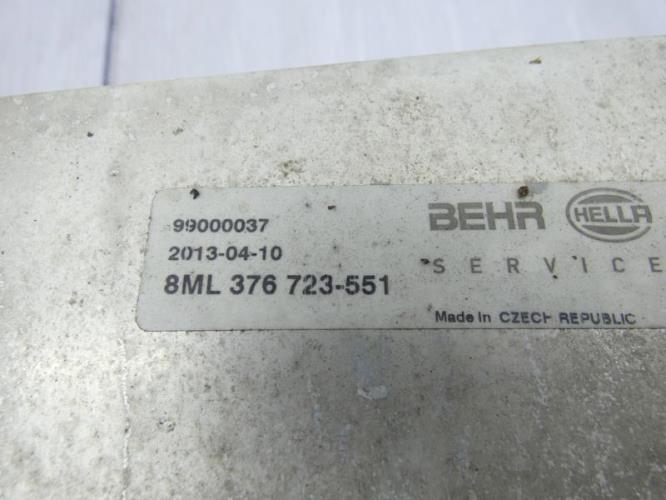 99000037
2013-04-10
8ML 376 723-551
BEHR HELLA
SERVICE
Made In CZECH REPUBLIC